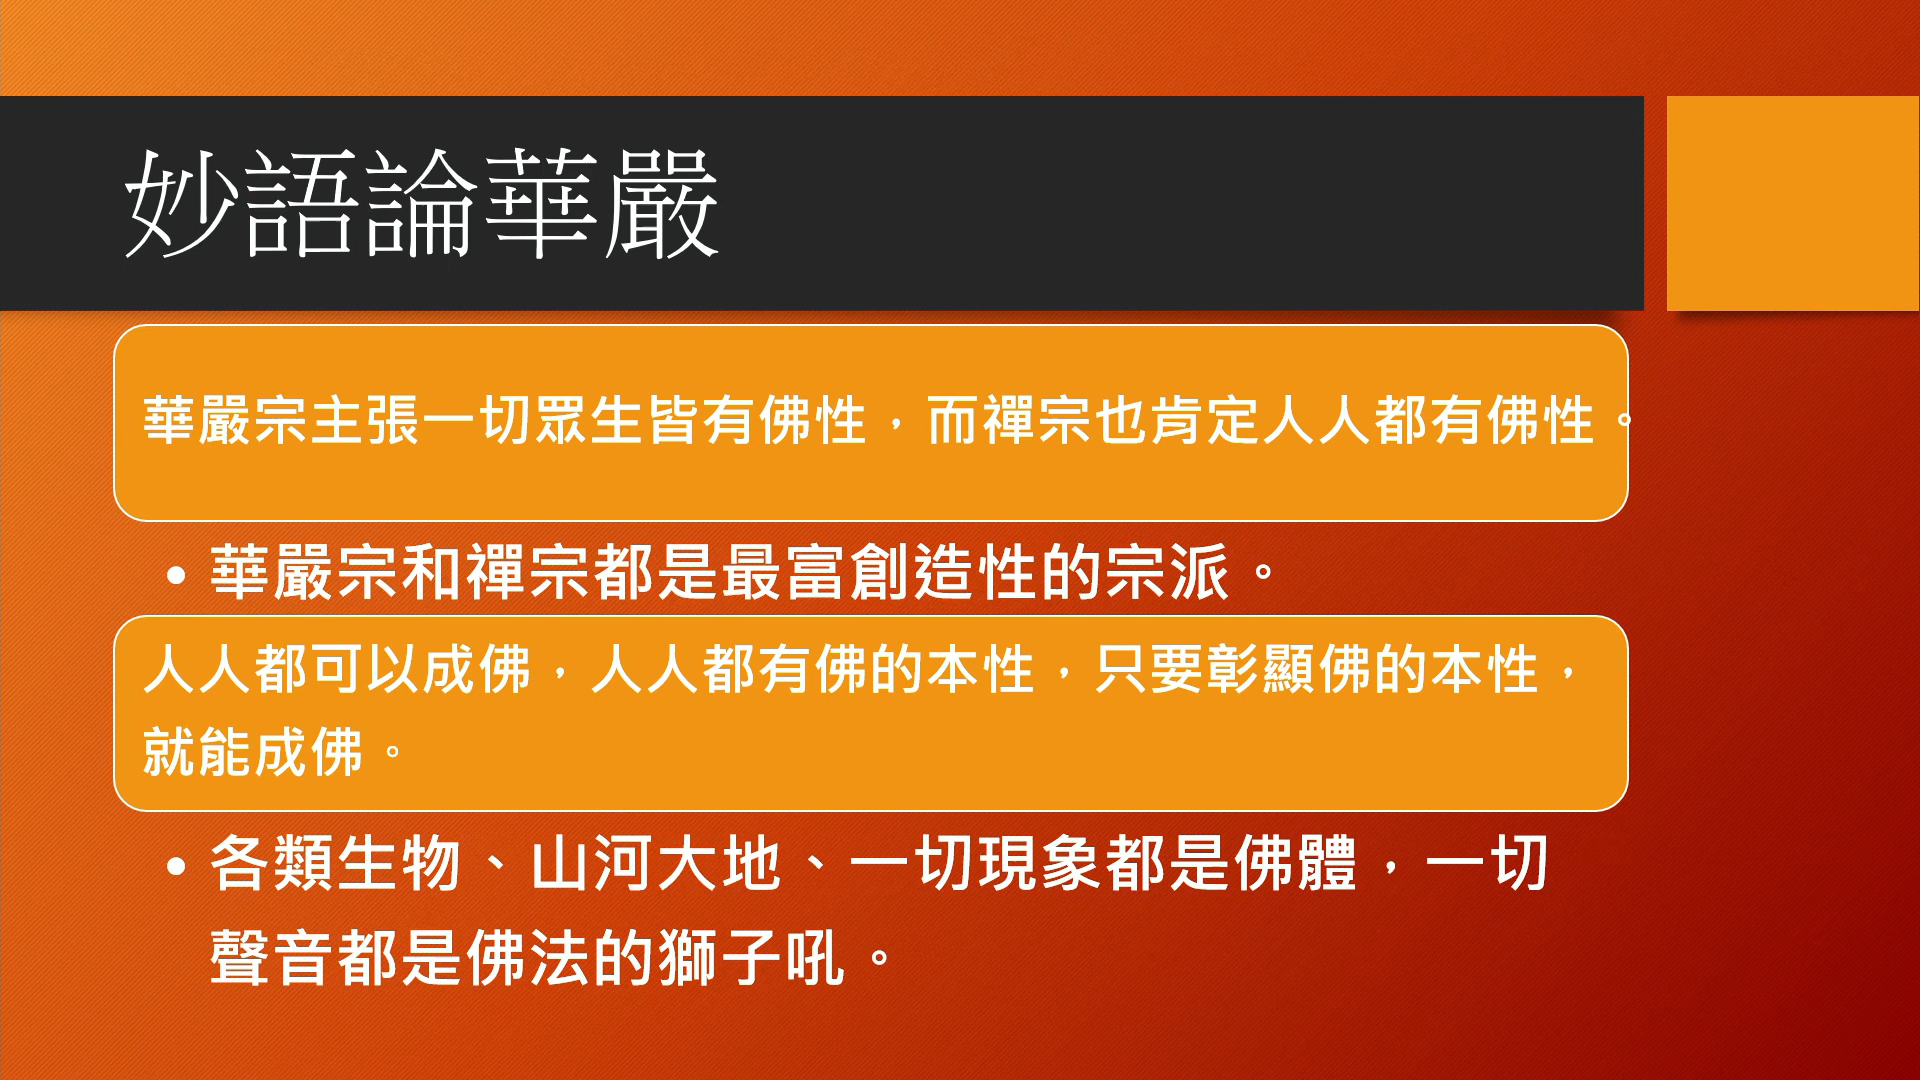 妙語論華嚴
華嚴宗主張一切眾生皆有佛性，而禪宗也肯定人人都有佛性。
• 華嚴宗和禪宗都是最富創造性的宗派。
人人都可以成佛，人人都有佛的本性，只要彰顯佛的本性，
就能成佛。
• 各類生物、山河大地、一切現象都是佛體，一切
聲音都是佛法的獅子吼。